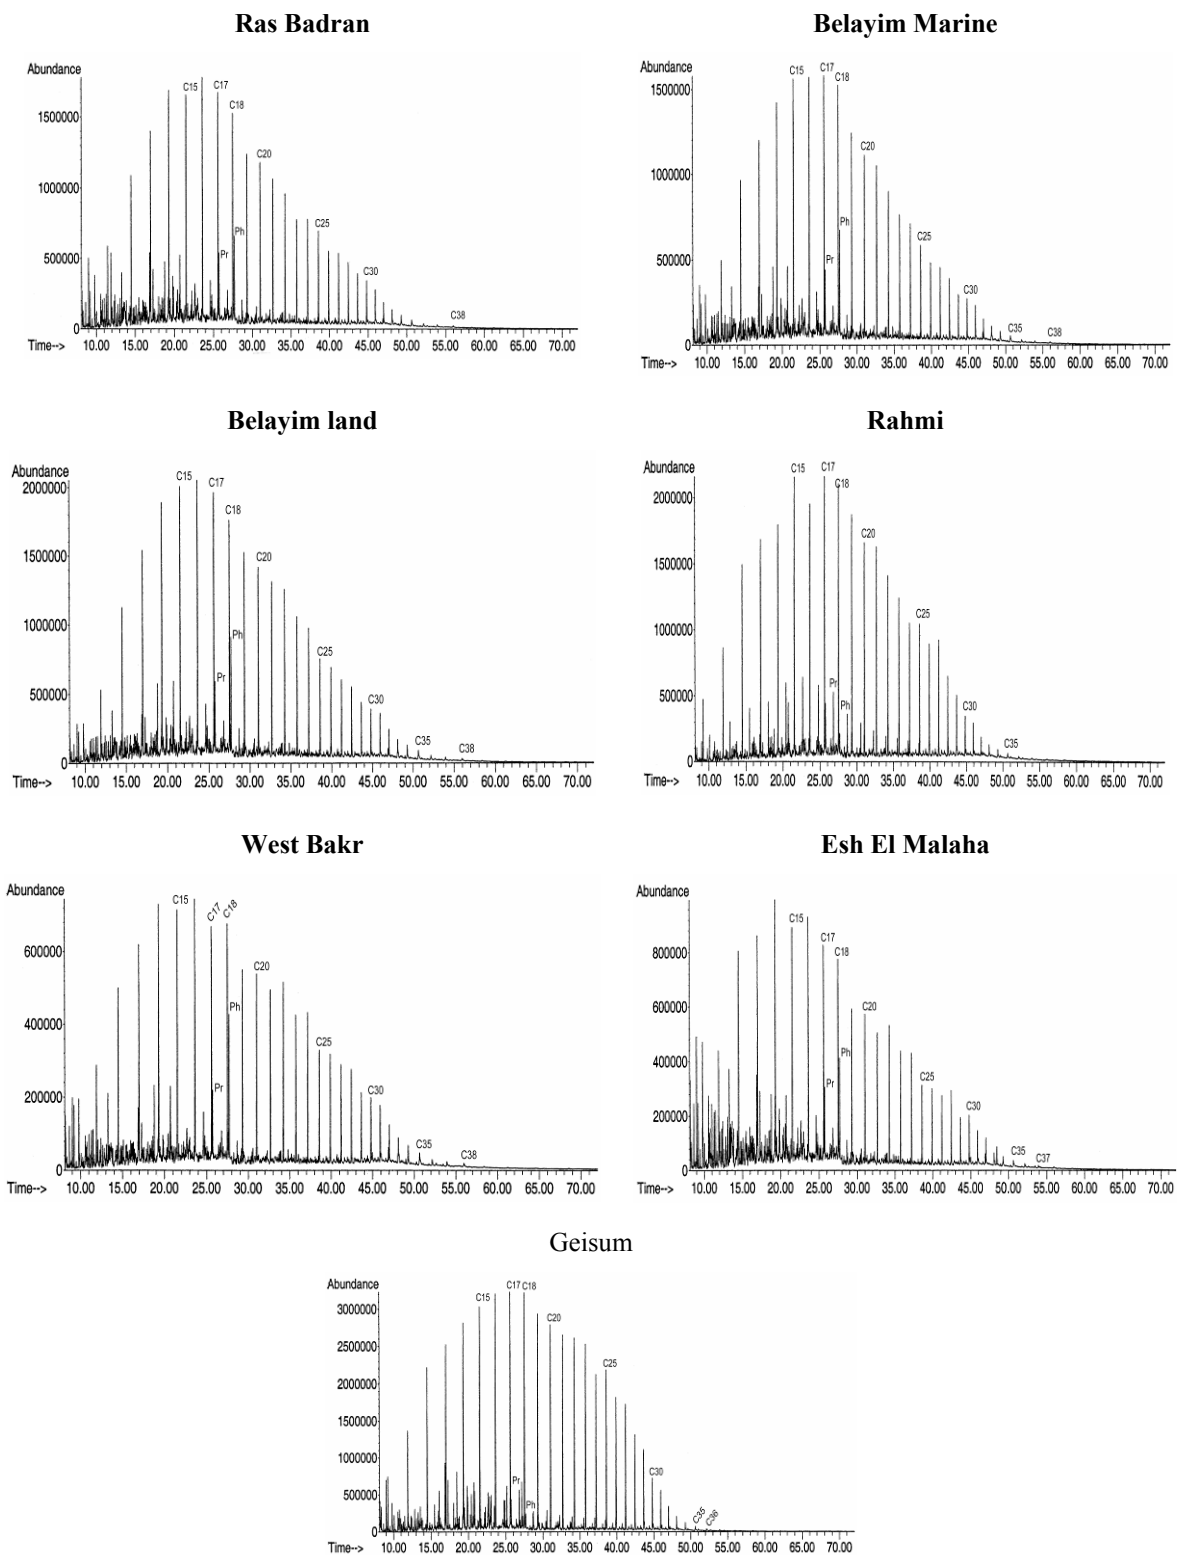 Ras Badran
Abundance
1500000
1000000
500000
0
C15
C17
C18
C20
Ph
Pr
C25
C30
C38
Time-->
10.00 15.00 20.00 25.00 30.00 35.00 40.00 45.00 50.00 55.00 60.00 65.00 70.00
Belayim Marine
Abundance
1500000
1000000
500000
0
C15
C17
C18
C20
Ph
Pr
C25
C30
C35
C38
Time-->
10.00 15.00 20.00 25.00 30.00 35.00 40.00 45.00 50.00 55.00 60.00 65.00 70.00
Belayim land
Abundance
2000000
1500000
1000000
500000
0
C15
C17
C18
C20
Ph
Pr
C25
C30
C35
C38
Time-->
10.00 15.00 20.00 25.00 30.00 35.00 40.00 45.00 50.00 55.00 60.00 65.00 70.00
Rahmi
Abundance
2000000
1500000
1000000
500000
0
C15
C17
C18
C20
C25
Pr
Ph
C30
C35
Time-->
10.00 15.00 20.00 25.00 30.00 35.00 40.00 45.00 50.00 55.00 60.00 65.00 70.00
West Bakr
Abundance
600000
400000
200000
0
C15
C17
C18
C20
Ph
Pr
C25
C30
C35
C38
Time-->
10.00 15.00 20.00 25.00 30.00 35.00 40.00 45.00 50.00 55.00 60.00 65.00 70.00
Esh El Malaha
Abundance
800000
600000
400000
200000
0
C15
C17
C18
C20
Ph
Pr
C25
C30
C35
C37
Time-->
10.00 15.00 20.00 25.00 30.00 35.00 40.00 45.00 50.00 55.00 60.00 65.00 70.00
Geisum
Abundance
3000000
2500000
2000000
1500000
1000000
500000
0
C15
C17 C18
C20
C25
Pr
Ph
C30
C35
C36
Time-->
10.00 15.00 20.00 25.00 30.00 35.00 40.00 45.00 50.00 55.00 60.00 65.00 70.00